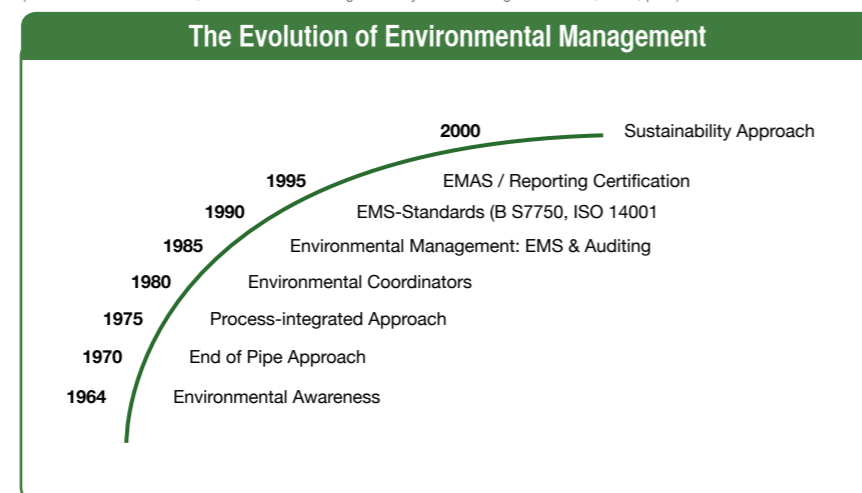 The Evolution of Environmental Management
2000 Sustainability Approach
1995 EMAS / Reporting Certification
1990 EMS-Standards (B S7750, ISO 14001
1985 Environmental Management: EMS & Auditing
1980 Environmental Coordinators
1975 Process-integrated Approach
1970 End of Pipe Approach
1964 Environmental Awareness